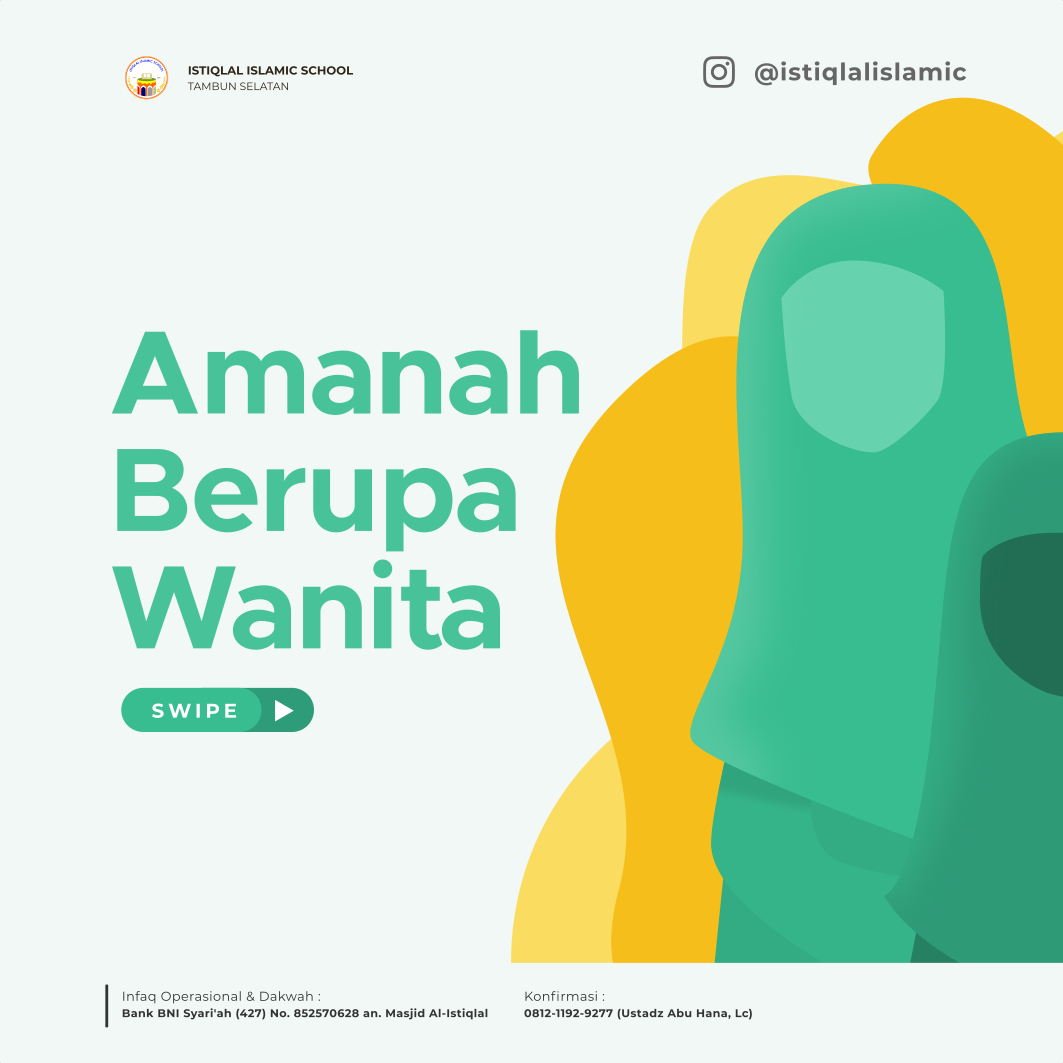 ISTIQLAL ISLAMIC SCHOOL
TAMBUN SELATAN
@istiqlalislamic
Amanah
Berupa
Wanita
SWIPE
Infaq Operasional & Dakwah :
Bank BNI Syari'ah (427) No. 852570628 an. Masjid Al-Istiqlal
Konfirmasi :
0812-1192-9277 (Ustadz Abu Hana, Lc)